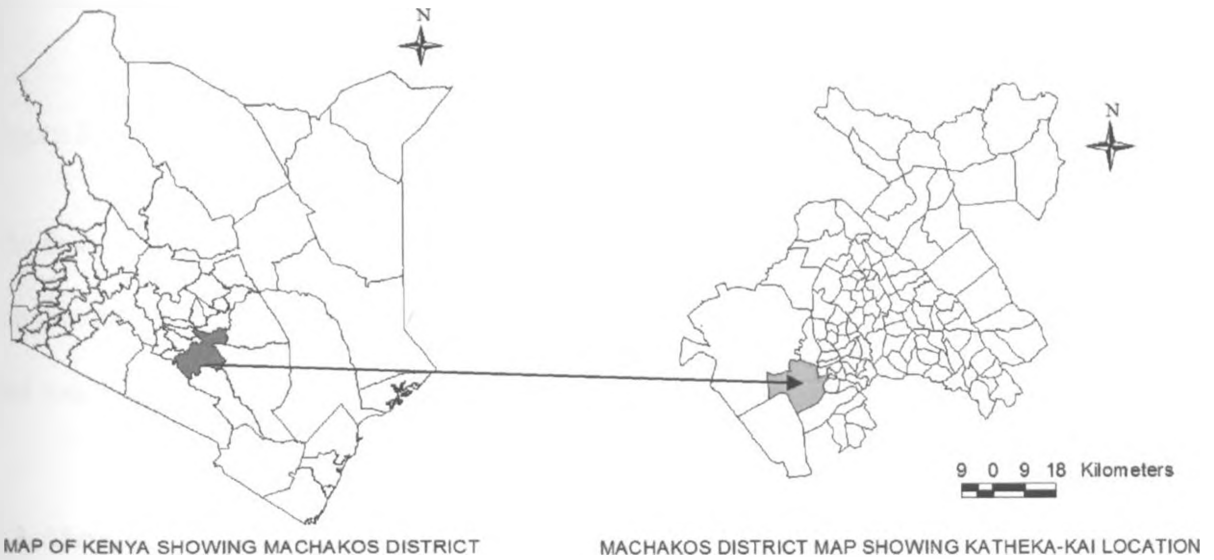 N
N
9 0 9 18 Kilometers
MAP OF KENYA SHOWING MACHAKOS DISTRICT
MACHAKOS DISTRICT MAP SHOWING KATHEKA-KAI LOCATION